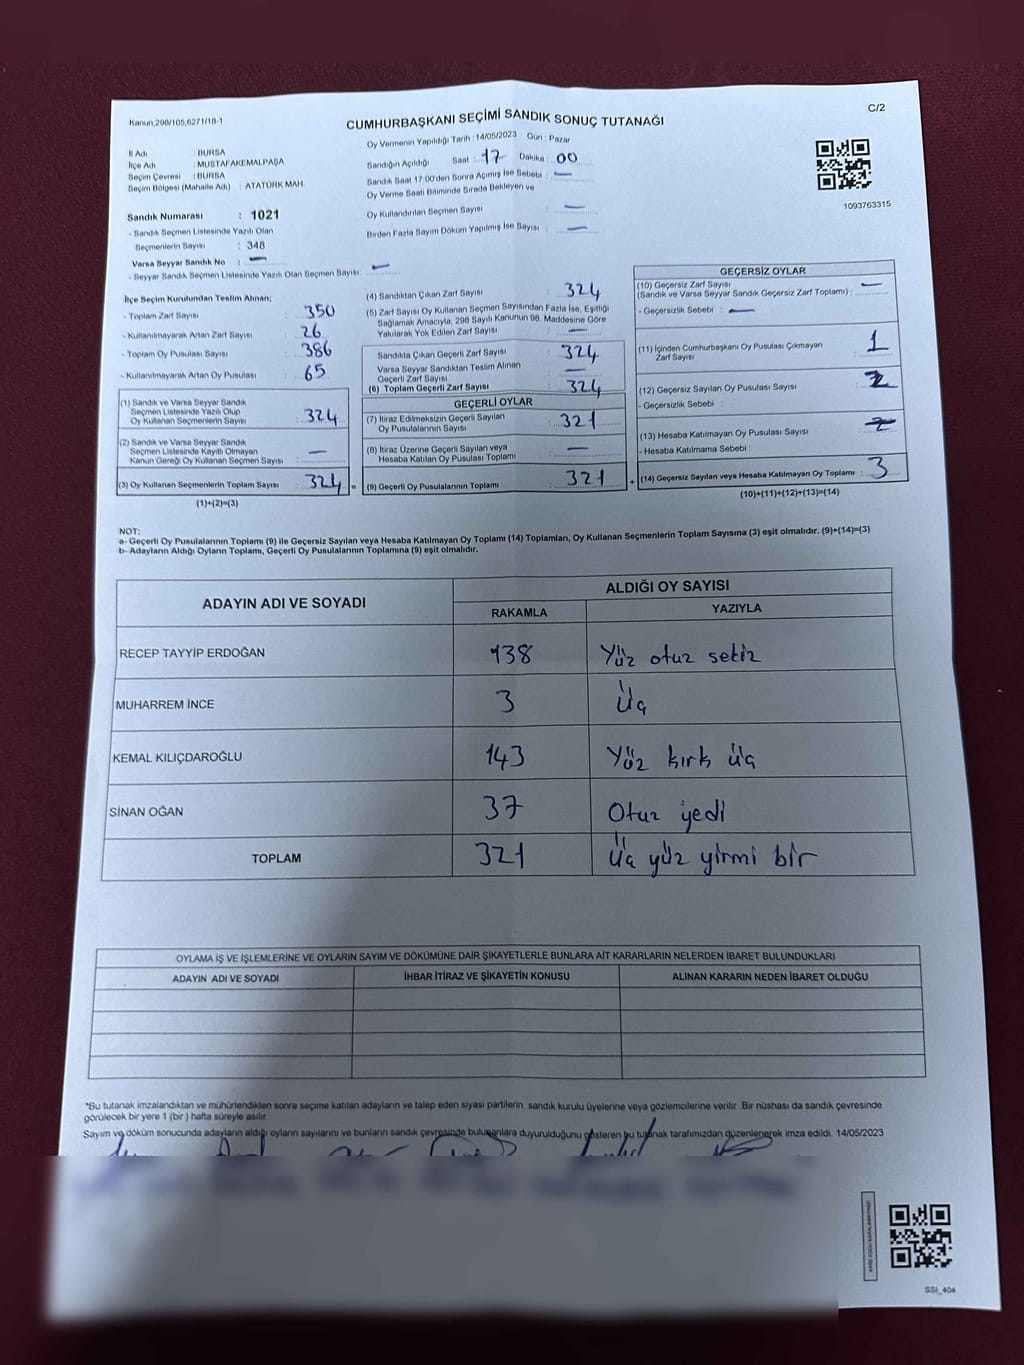 Kanun,298/105,6271/18-1
C/2
CUMHURBAŞKANI SEÇİMİ SANDIK SONUÇ TUTANAĞI
İl Adı : BURSA
İlçe Adı : MUSTAFAKEMALPAŞA
Seçim Çevresi : BURSA
Seçim Bölgesi (Mahalle Adı) : ATATÜRK MAH.
Oy Vermenin Yapıldığı Tarih : 14/05/2023 Gün : Pazar
Sandığın Açıldığı Saat : 17 Dakika : 00
Sandık Saat 17.00'den Sonra Açımış İse Sebebi : —
Oy Verme Saati Bitiminde Sırada Bekleyen ve
Oy Kullandırılan Seçmen Sayısı : —
Birden Fazla Sayım Döküm Yapılmış İse Sayısı : —
1093763315
Sandık Numarası : 1021
- Sandık Seçmen Listesinde Yazılı Olan
Seçmenlerin Sayısı : 348
Varsa Seyyar Sandık No : —
- Seyyar Sandık Seçmen Listesinde Yazılı Olan Seçmen Sayısı: —
İlçe Seçim Kurulundan Teslim Alınan;
- Toplam Zarf Sayısı : 350
- Kullanılmayarak Artan Zarf Sayısı : 26
- Toplam Oy Pusulası Sayısı : 386
- Kullanılmayarak Artan Oy Pusulası : 65
(1) Sandık ve Varsa Seyyar Sandık
Seçmen Listesinde Yazılı Olup
Oy Kullanan Seçmenlerin Sayısı : 324
(2) Sandık ve Varsa Seyyar Sandık
Seçmen Listesinde Kayıtlı Olmayan
Kanun Gereği Oy Kullanan Seçmen Sayısı : —
(3) Oy Kullanan Seçmenlerin Toplam Sayısı : 324 =
(1)+(2)=(3)
(4) Sandıktan Çıkan Zarf Sayısı : 324
(5) Zarf Sayısı Oy Kullanan Seçmen Sayısından Fazla İse, Eşitliği
Sağlamak Amacıyla, 298 Sayılı Kanunun 98. Maddesine Göre
Yakılarak Yok Edilen Zarf Sayısı : —
Sandıkta Çıkan Geçerli Zarf Sayısı : 324
Varsa Seyyar Sandıktan Teslim Alınan
Geçerli Zarf Sayısı : —
(6) Toplam Geçerli Zarf Sayısı : 324
GEÇERLİ OYLAR
(7) İtiraz Edilmeksizin Geçerli Sayılan
Oy Pusulalarının Sayısı : 321
(8) İtiraz Üzerine Geçerli Sayılan veya
Hesaba Katılan Oy Pusulası Toplamı : —
(9) Geçerli Oy Pusulalarının Toplamı : 321 +
GEÇERSİZ OYLAR
(10) Geçersiz Zarf Sayısı
(Sandık ve Varsa Seyyar Sandık Geçersiz Zarf Toplamı) : —
- Geçersizlik Sebebi : —
(11) İçinden Cumhurbaşkanı Oy Pusulası Çıkmayan
Zarf Sayısı : 1
(12) Geçersiz Sayılan Oy Pusulası Sayısı : 2
- Geçersizlik Sebebi :
(13) Hesaba Katılmayan Oy Pusulası Sayısı :
- Hesaba Katılmama Sebebi :
(14) Geçersiz Sayılan veya Hesaba Katılmayan Oy Toplamı : 3
(10)+(11)+(12)+(13)=(14)
NOT:
a- Geçerli Oy Pusulalarının Toplamı (9) ile Geçersiz Sayılan veya Hesaba Katılmayan Oy Toplamı (14) Toplamları, Oy Kullanan Seçmenlerin Toplam Sayısına (3) eşit olmalıdır. (9)+(14)=(3)
b- Adayların Aldığı Oyların Toplamı, Geçerli Oy Pusulalarının Toplamına (9) eşit olmalıdır.
ADAYIN ADI VE SOYADI
ALDIĞI OY SAYISI
RAKAMLA YAZIYLA
RECEP TAYYİP ERDOĞAN 138 Yüz otuz sekiz
MUHARREM İNCE 3 Üç
KEMAL KILIÇDAROĞLU 143 Yüz kırk üç
SİNAN OĞAN 37 Otuz yedi
TOPLAM 321 Üç yüz yirmi bir
OYLAMA İŞ VE İŞLEMLERİNE VE OYLARIN SAYIM VE DÖKÜMÜNE DAİR ŞİKAYETLERLE BUNLARA AİT KARARLARIN NELERDEN İBARET BULUNDUKLARI
ADAYIN ADI VE SOYADI İHBAR İTİRAZ VE ŞİKAYETİN KONUSU ALINAN KARARIN NEDEN İBARET OLDUĞU
*Bu tutanak imzalandıktan ve mühürlendikten sonra seçime katılan adayların ve talep eden siyasi partilerin sandık kurulu üyelerine veya gözlemcilerine verilir. Bir nüshası da sandık çevresinde
görülecek bir yere 1 (bir) hafta süreyle asılır.
Sayım ve döküm sonucunda adayların aldığı oyların sayılarını ve bunların sandık çevresinde bulunanlara duyurulduğunu gösteren bu tutanak tarafımızdan düzenlenerek imza edildi. 14/05/2023
SSI_404